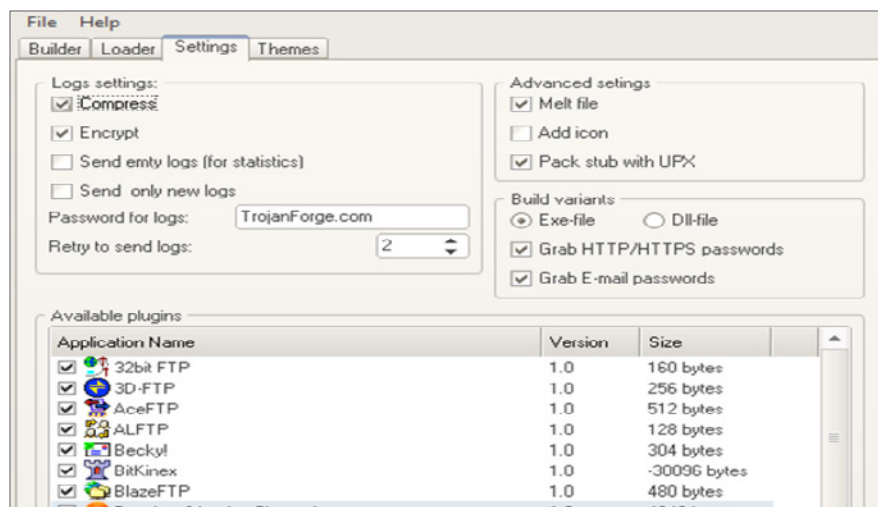 File Help
Builder Loader Settings Themes
Logs settings:
Compress
Encrypt
Send emty logs (for statistics)
Send only new logs
Password for logs: TrojanForge.com
Retry to send logs: 2
Advanced setings
Melt file
Add icon
Pack stub with UPX
Build variants
Exe-file Dll-file
Grab HTTP/HTTPS passwords
Grab E-mail passwords
Available plugins
Application Name Version Size
32bit FTP 1.0 160 bytes
3D-FTP 1.0 256 bytes
AceFTP 1.0 512 bytes
ALFTP 1.0 128 bytes
Becky! 1.0 304 bytes
BitKinex 1.0 -30096 bytes
BlazeFTP 1.0 480 bytes